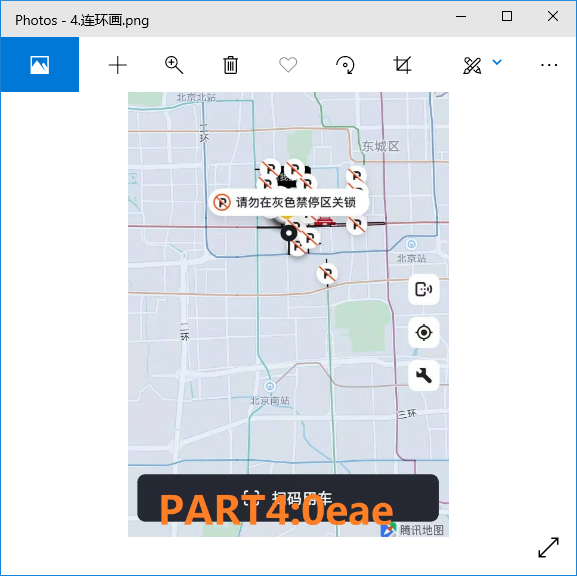 Photos - 4.连环画.png
北京北站
二环
东城区
请勿在灰色禁停区关锁
北京站
二环
北京南站
三环
扫码用车
PART4:0eae
腾讯地图